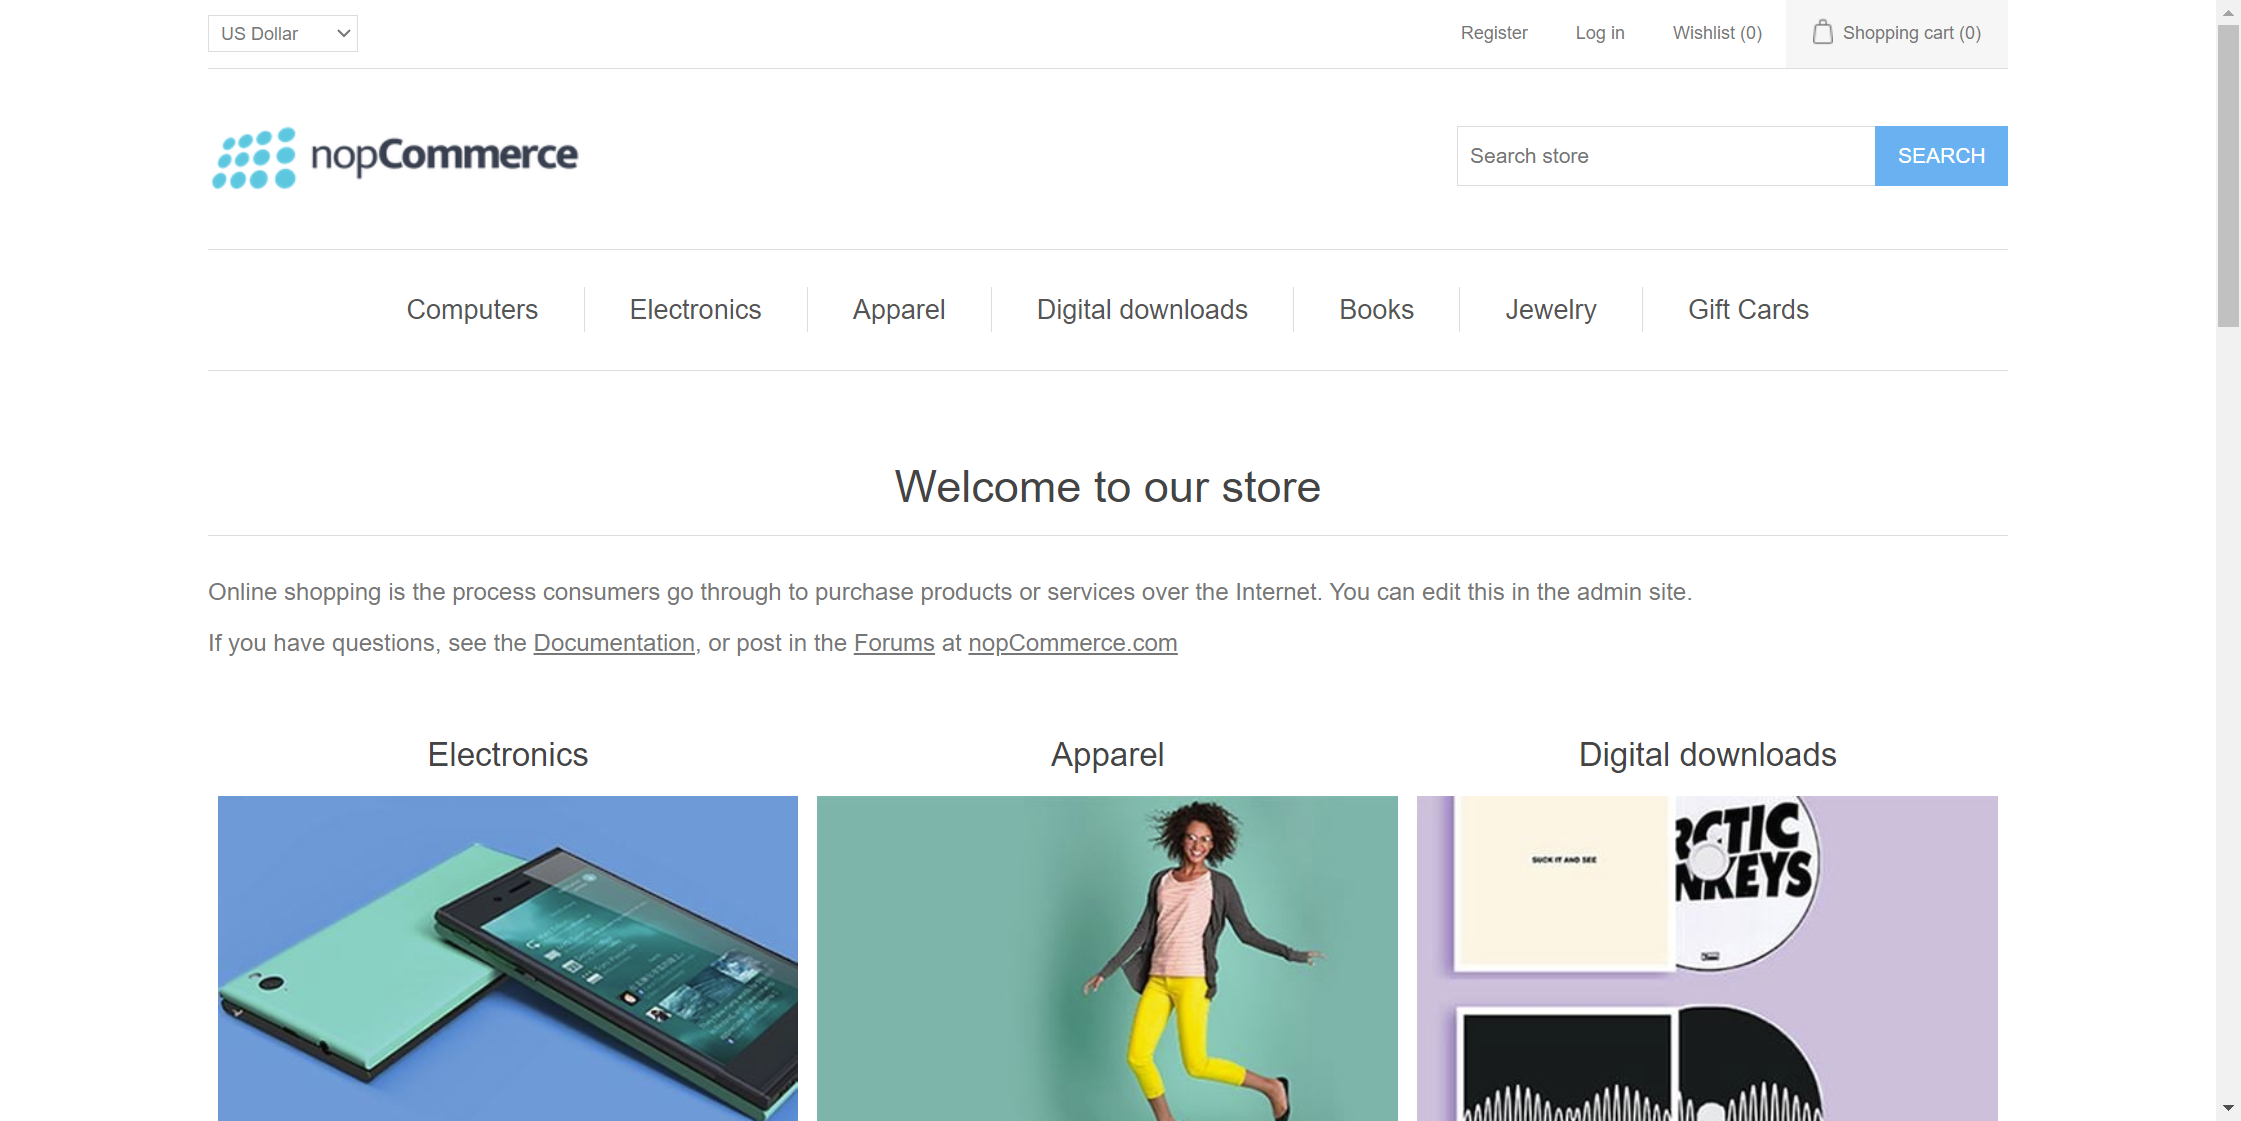 US Dollar
Register
Log in
Wishlist (0)
Shopping cart (0)
nopCommerce
Search store
SEARCH
Computers
Electronics
Apparel
Digital downloads
Books
Jewelry
Gift Cards
Welcome to our store
Online shopping is the process consumers go through to purchase products or services over the Internet. You can edit this in the admin site.
If you have questions, see the Documentation, or post in the Forums at nopCommerce.com
Electronics
Apparel
Digital downloads
SUCK IT AND SEE
RCTIC
NKEYS